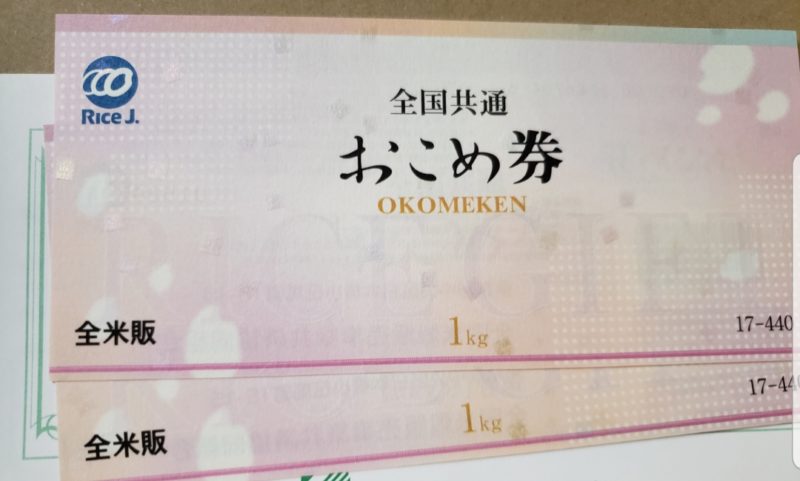 Rice J.
全国共通
おこめ券
OKOMEKEN
全米販
1kg
17-440
全米販
1kg
17-44